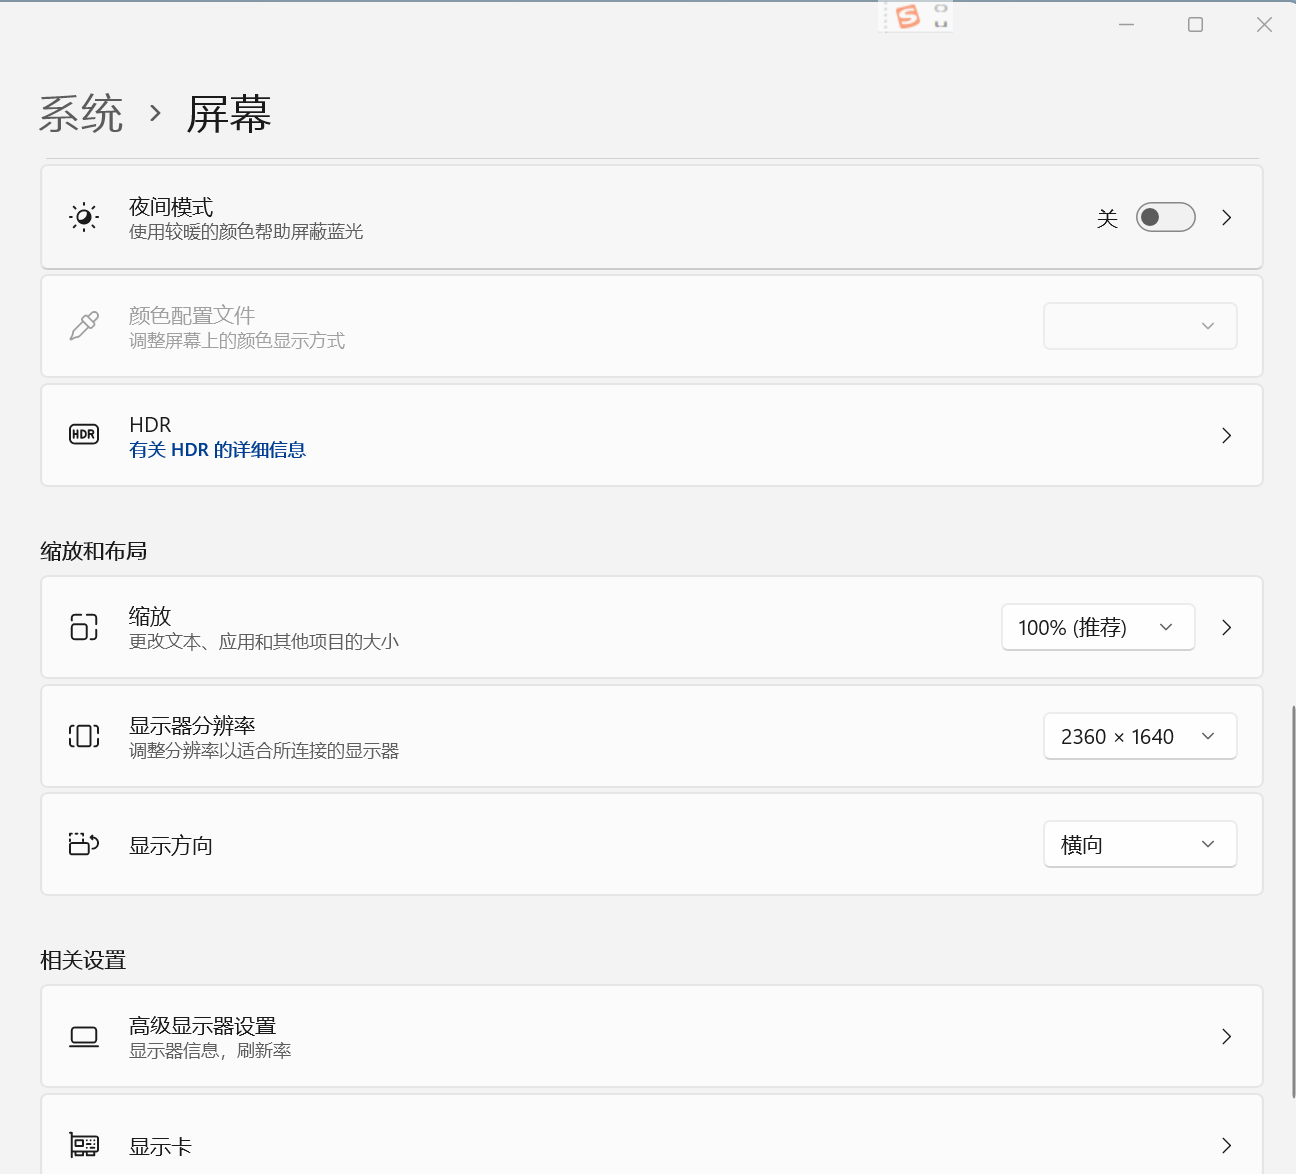 系统 › 屏幕
夜间模式
使用较暖的颜色帮助屏蔽蓝光
关
颜色配置文件
调整屏幕上的颜色显示方式
HDR
HDR
有关 HDR 的详细信息
缩放和布局
缩放
更改文本、应用和其他项目的大小
100% (推荐)
显示器分辨率
调整分辨率以适合所连接的显示器
2360 × 1640
显示方向
横向
相关设置
高级显示器设置
显示器信息，刷新率
显示卡